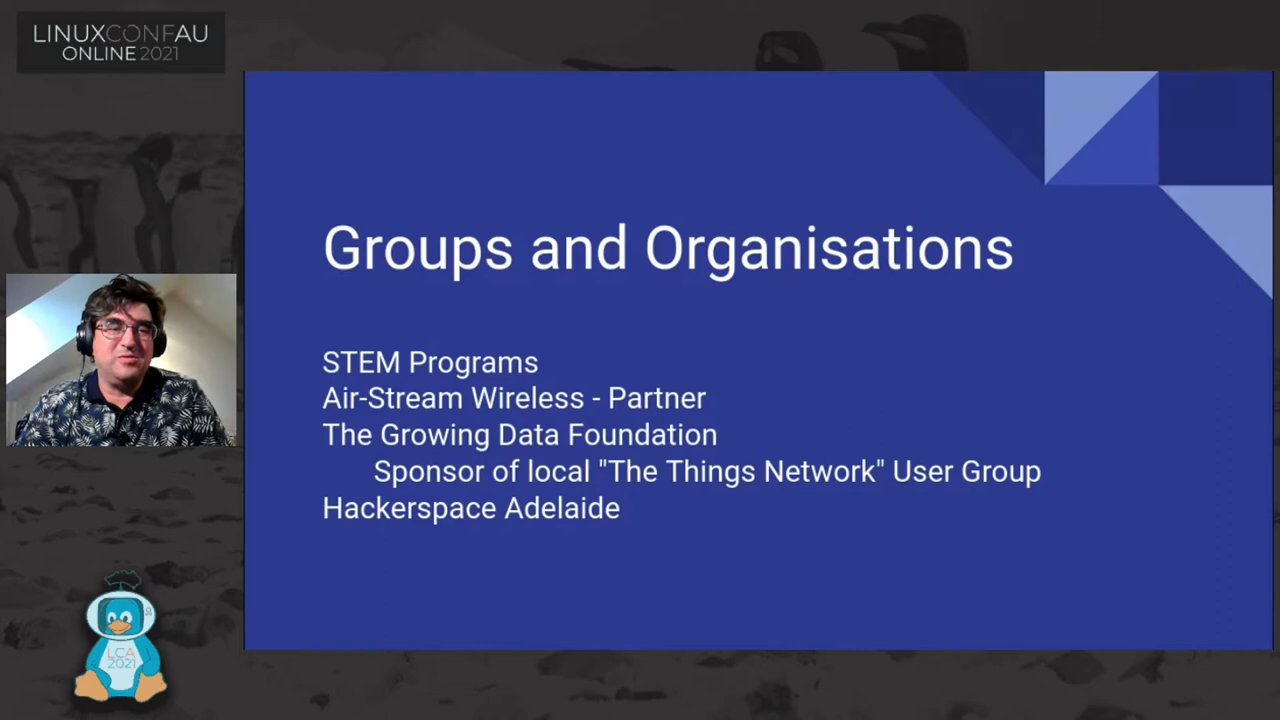 LINUXCONFAU
ONLINE 2021
Groups and Organisations
STEM Programs
Air-Stream Wireless - Partner
The Growing Data Foundation
Sponsor of local "The Things Network" User Group
Hackerspace Adelaide
LCA
2021